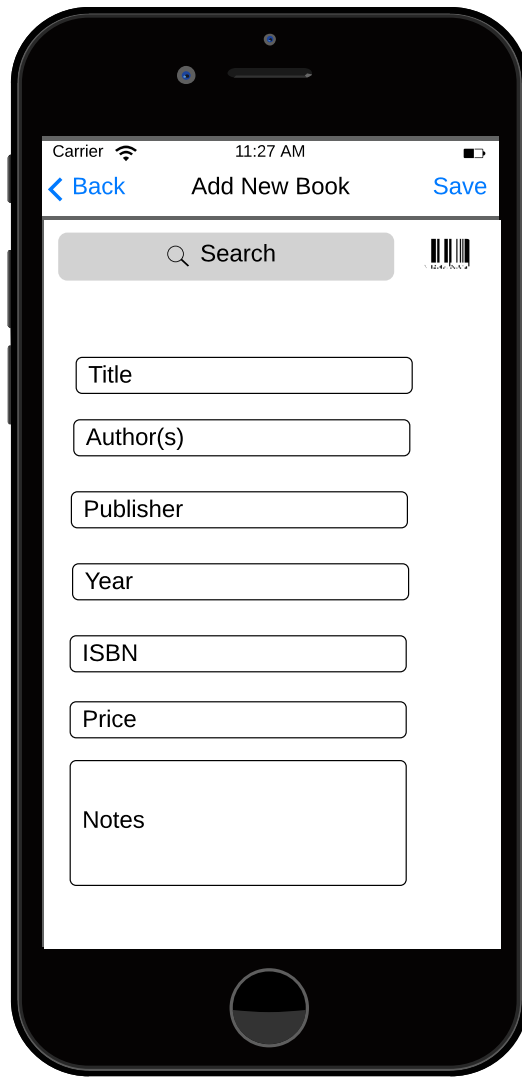 Carrier 11:27 AM
Back Add New Book Save
Search
Title
Author(s)
Publisher
Year
ISBN
Price
Notes